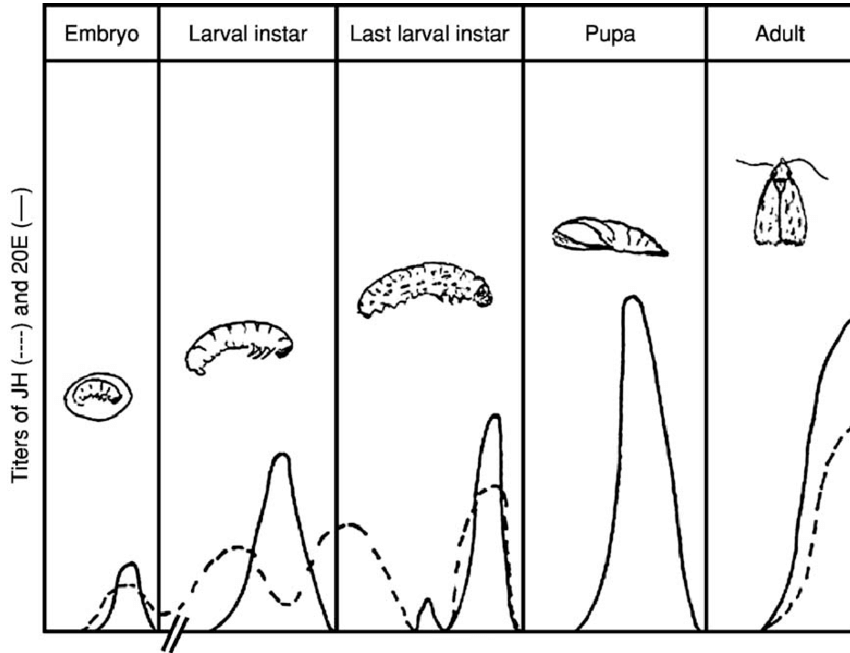 Embryo
Larval instar
Last larval instar
Pupa
Adult
Titers of JH (----) and 20E (—)